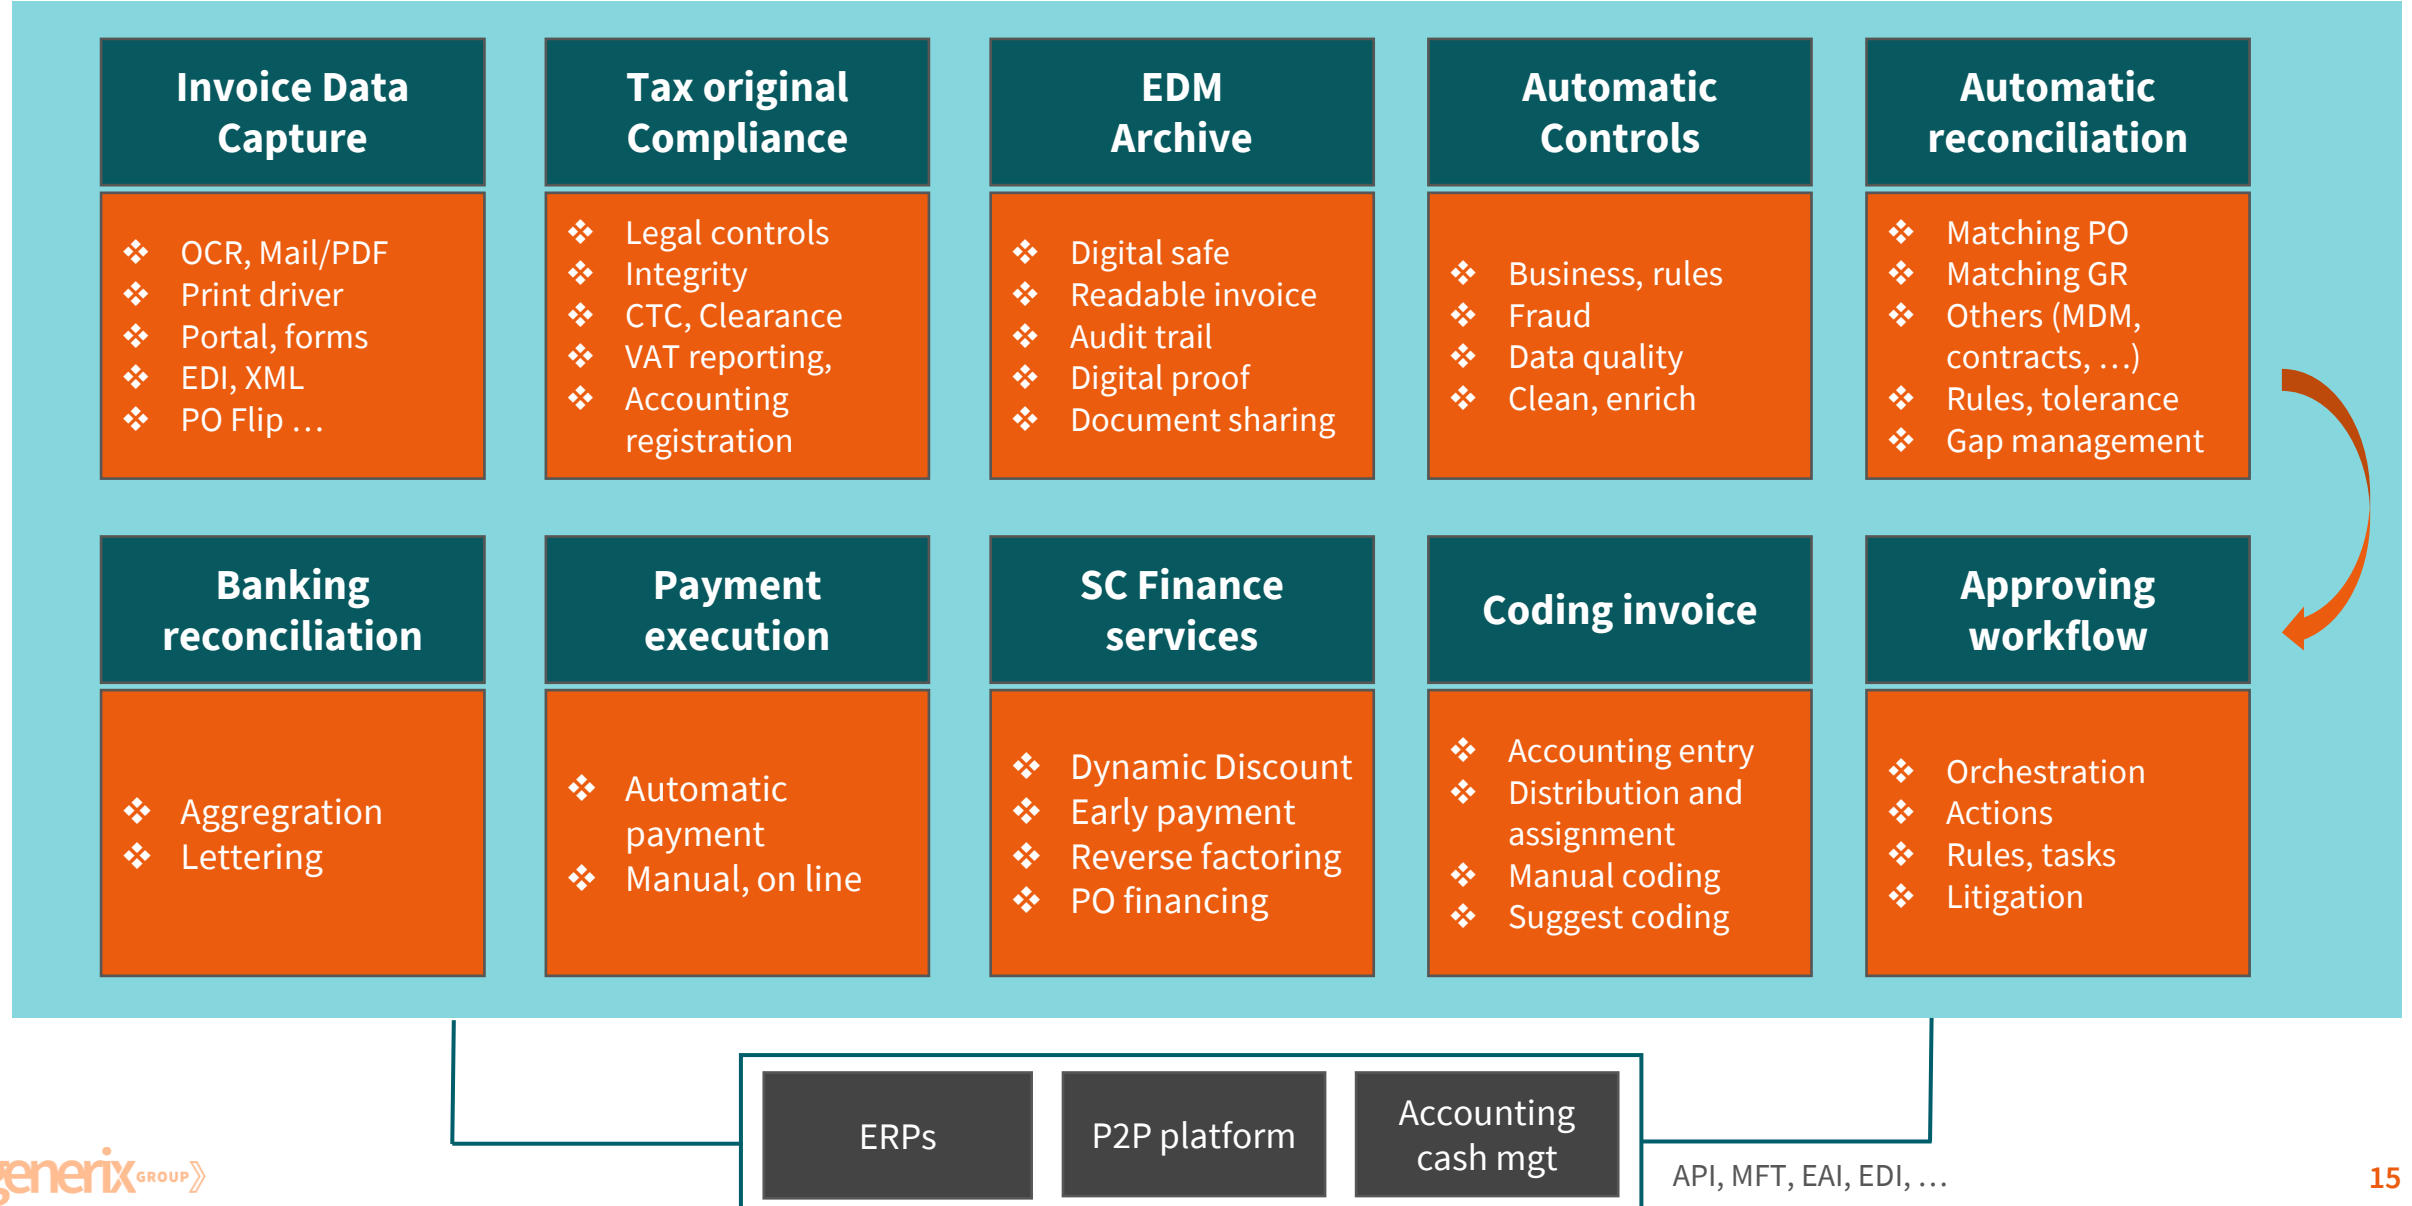 Invoice Data
Capture
OCR, Mail/PDF
Print driver
Portal, forms
EDI, XML
PO Flip …
Tax original
Compliance
Legal controls
Integrity
CTC, Clearance
VAT reporting,
Accounting
registration
EDM
Archive
Digital safe
Readable invoice
Audit trail
Digital proof
Document sharing
Automatic
Controls
Business, rules
Fraud
Data quality
Clean, enrich
Automatic
reconciliation
Matching PO
Matching GR
Others (MDM,
contracts, …)
Rules, tolerance
Gap management
Banking
reconciliation
Aggregration
Lettering
Payment
execution
Automatic
payment
Manual, on line
SC Finance
services
Dynamic Discount
Early payment
Reverse factoring
PO financing
Coding invoice
Accounting entry
Distribution and
assignment
Manual coding
Suggest coding
Approving
workflow
Orchestration
Actions
Rules, tasks
Litigation
ERPs
P2P platform
Accounting
cash mgt
API, MFT, EAI, EDI, …
generix GROUP
15